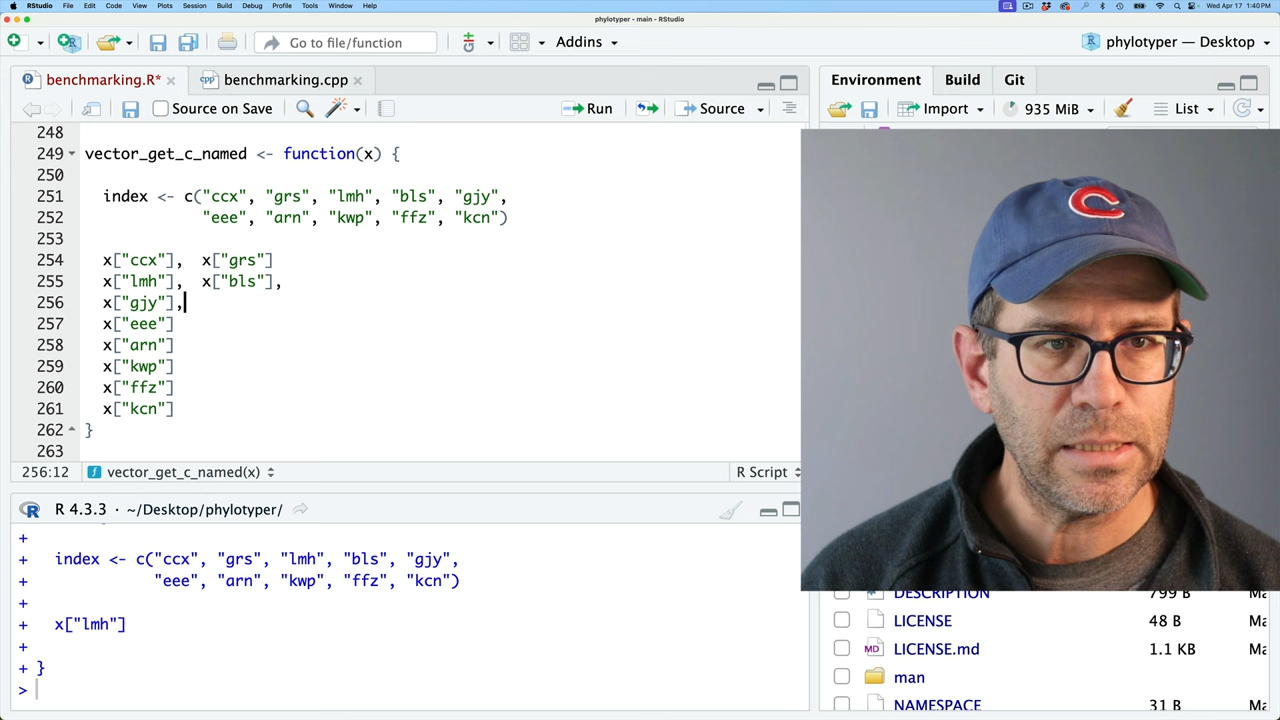 RStudio File Edit Code View Plots Session Build Debug Profile Tools Window Help Wed Apr 17 1:40 PM
phylotyper - main - RStudio
Go to file/function Addins phylotyper — Desktop
benchmarking.R* benchmarking.cpp
Source on Save Run Source
248
249 vector_get_c_named <- function(x) {
250
251 index <- c("ccx", "grs", "lmh", "bls", "gjy",
252 "eee", "arn", "kwp", "ffz", "kcn")
253
254 x["ccx"], x["grs"]
255 x["lmh"], x["bls"],
256 x["gjy"],
257 x["eee"]
258 x["arn"]
259 x["kwp"]
260 x["ffz"]
261 x["kcn"]
262 }
263
256:12 vector_get_c_named(x) R Script
R 4.3.3 · ~/Desktop/phylotyper/
+
+ index <- c("ccx", "grs", "lmh", "bls", "gjy",
+ "eee", "arn", "kwp", "ffz", "kcn")
+
+ x["lmh"]
+
+ }
>
Environment Build Git
Import 935 MiB List
C
DESCRIPTION 799 B Ma
LICENSE 48 B Ma
MD LICENSE.md 1.1 KB Ma
man
NAMESPACE 31 B Ma